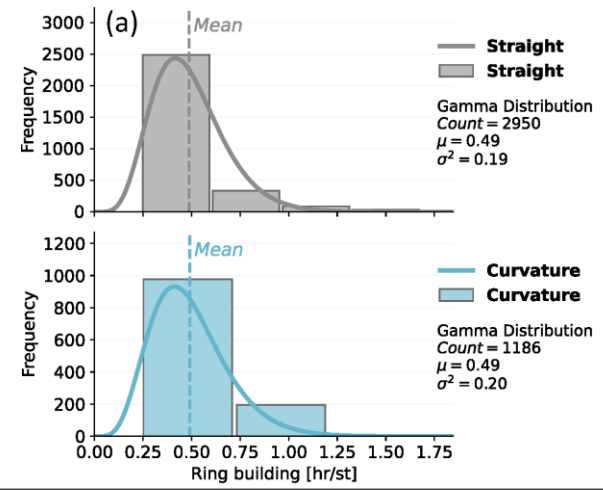 (a)
Mean
Frequency
3000
2500
2000
1500
1000
500
0
Straight
Straight
Gamma Distribution
Count = 2950
μ = 0.49
σ² = 0.19
Mean
Frequency
1200
1000
800
600
400
200
0
Curvature
Curvature
Gamma Distribution
Count = 1186
μ = 0.49
σ² = 0.20
0.00 0.25 0.50 0.75 1.00 1.25 1.50 1.75
Ring building [hr/st]